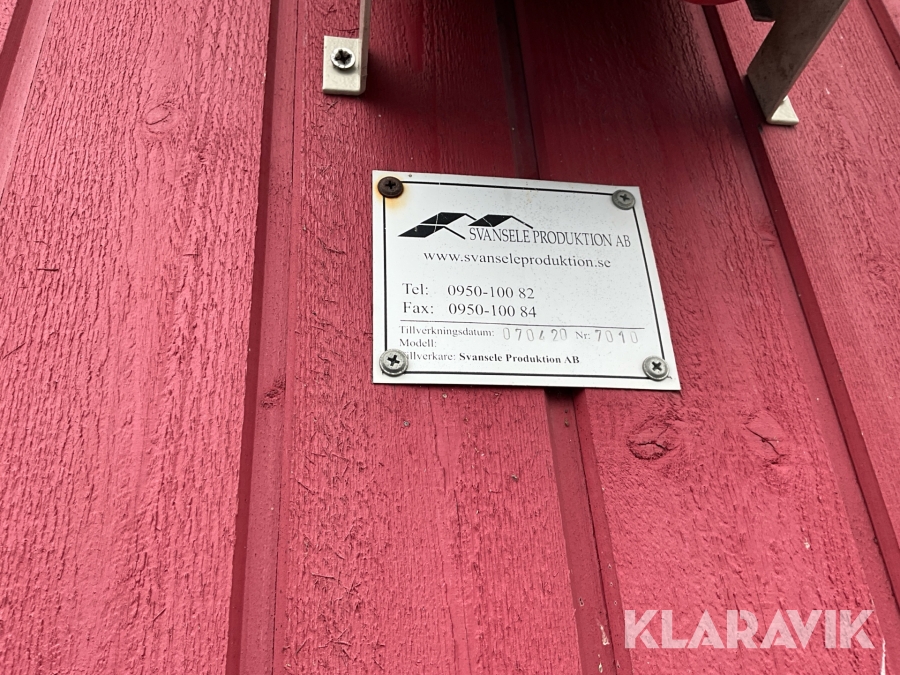 SVANSELE PRODUKTION AB
www.svanseleproduktion.se
Tel: 0950-100 82
Fax: 0950-100 84
Tillverkningsdatum: 070420 Nr: 7010
Modell:
Tillverkare: Svansele Produktion AB
KLARAVIK